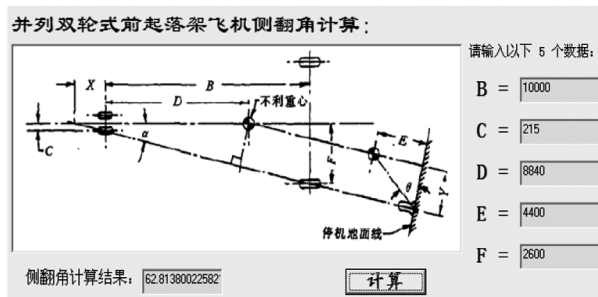 并列双轮式前起落架飞机侧翻角计算:
请输入以下 5 个数据:
X
B
D
不利重心
α
C
F
E
θ
Y
停机地面线
B = 10000
C = 215
D = 8840
E = 4400
F = 2600
侧翻角计算结果: 62.81380022582
计算